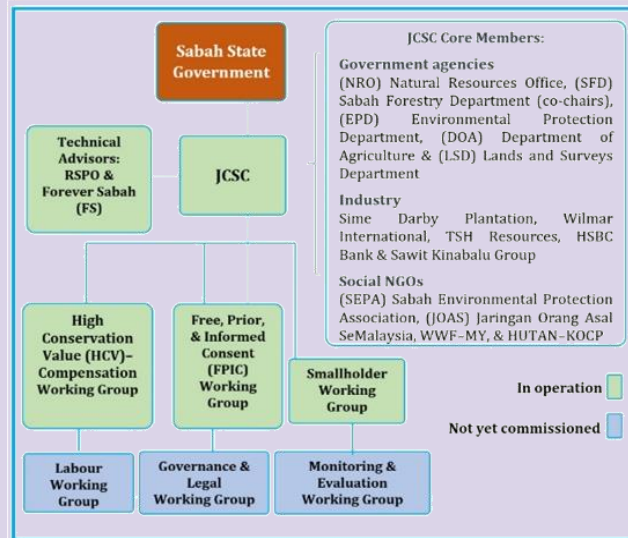 Sabah State
Government
JCSC Core Members:
Government agencies
(NRO) Natural Resources Office, (SFD)
Sabah Forestry Department (co-chairs),
(EPD) Environmental Protection
Department, (DOA) Department of
Agriculture & (LSD) Lands and Surveys
Department
Industry
Sime Darby Plantation, Wilmar
International, TSH Resources, HSBC
Bank & Sawit Kinabalu Group
Social NGOs
(SEPA) Sabah Environmental Protection
Association, (JOAS) Jaringan Orang Asal
SeMalaysia, WWF–MY, & HUTAN–KOCP
Technical
Advisors:
RSPO &
Forever Sabah
(FS)
JCSC
High
Conservation
Value (HCV)–
Compensation
Working Group
Free, Prior,
& Informed
Consent
(FPIC)
Working
Group
Smallholder
Working
Group
In operation
Not yet commissioned
Labour
Working
Group
Governance &
Legal
Working Group
Monitoring &
Evaluation
Working Group